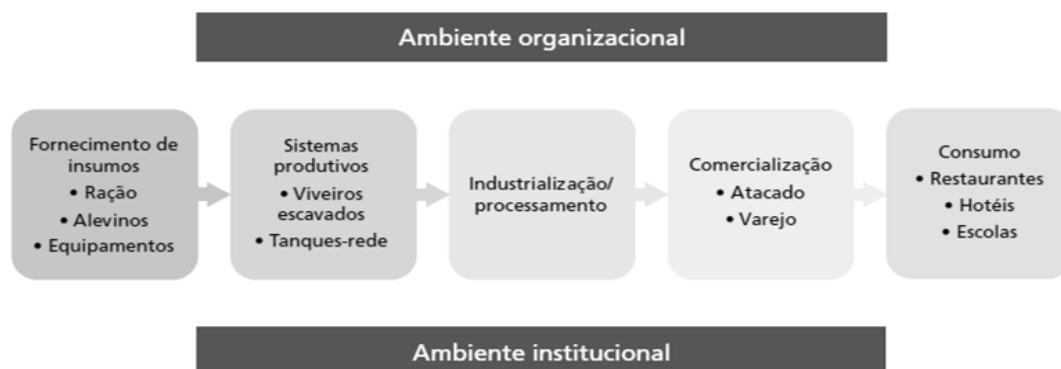 Ambiente organizacional
Fornecimento de
insumos
• Ração
• Alevinos
• Equipamentos
Sistemas
produtivos
• Viveiros
escavados
• Tanques-rede
Industrialização/
processamento
Comercialização
• Atacado
• Varejo
Consumo
• Restaurantes
• Hotéis
• Escolas
Ambiente institucional